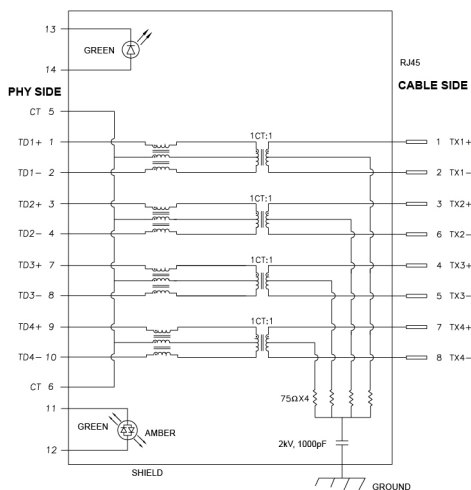 13
GREEN
14
RJ45
PHY SIDE
CABLE SIDE
CT 5
1CT:1
TD1+ 1
1 TX1+
TD1- 2
2 TX1-
1CT:1
TD2+ 3
3 TX2+
TD2- 4
6 TX2-
1CT:1
TD3+ 7
4 TX3+
TD3- 8
5 TX3-
1CT:1
TD4+ 9
7 TX4+
TD4- 10
8 TX4-
CT 6
75ΩX4
11
GREEN
AMBER
12
2kV, 1000pF
SHIELD
GROUND